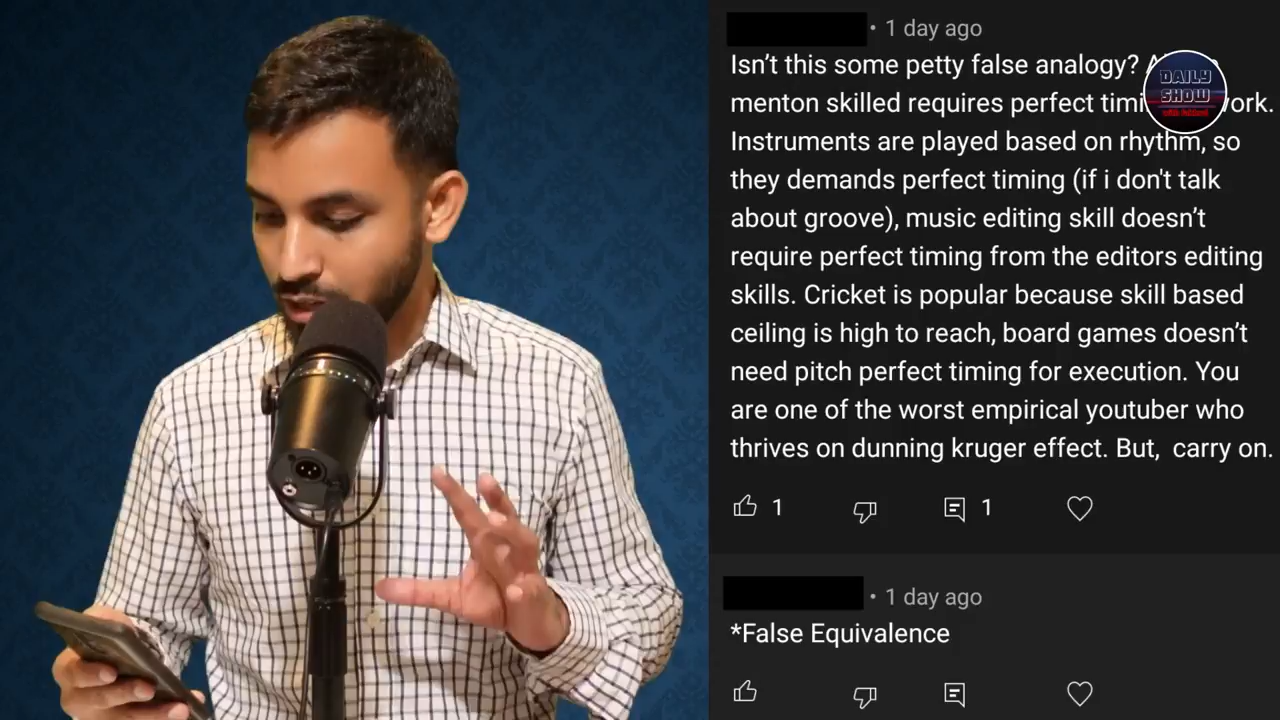 • 1 day ago
Isn’t this some petty false analogy?
menton skilled requires perfect work.
Instruments are played based on rhythm, so
they demands perfect timing (if i don't talk
about groove), music editing skill doesn’t
require perfect timing from the editors editing
skills. Cricket is popular because skill based
ceiling is high to reach, board games doesn’t
need pitch perfect timing for execution. You
are one of the worst empirical youtuber who
thrives on dunning kruger effect. But, carry on.
1
1
• 1 day ago
*False Equivalence
DAILY
SHOW